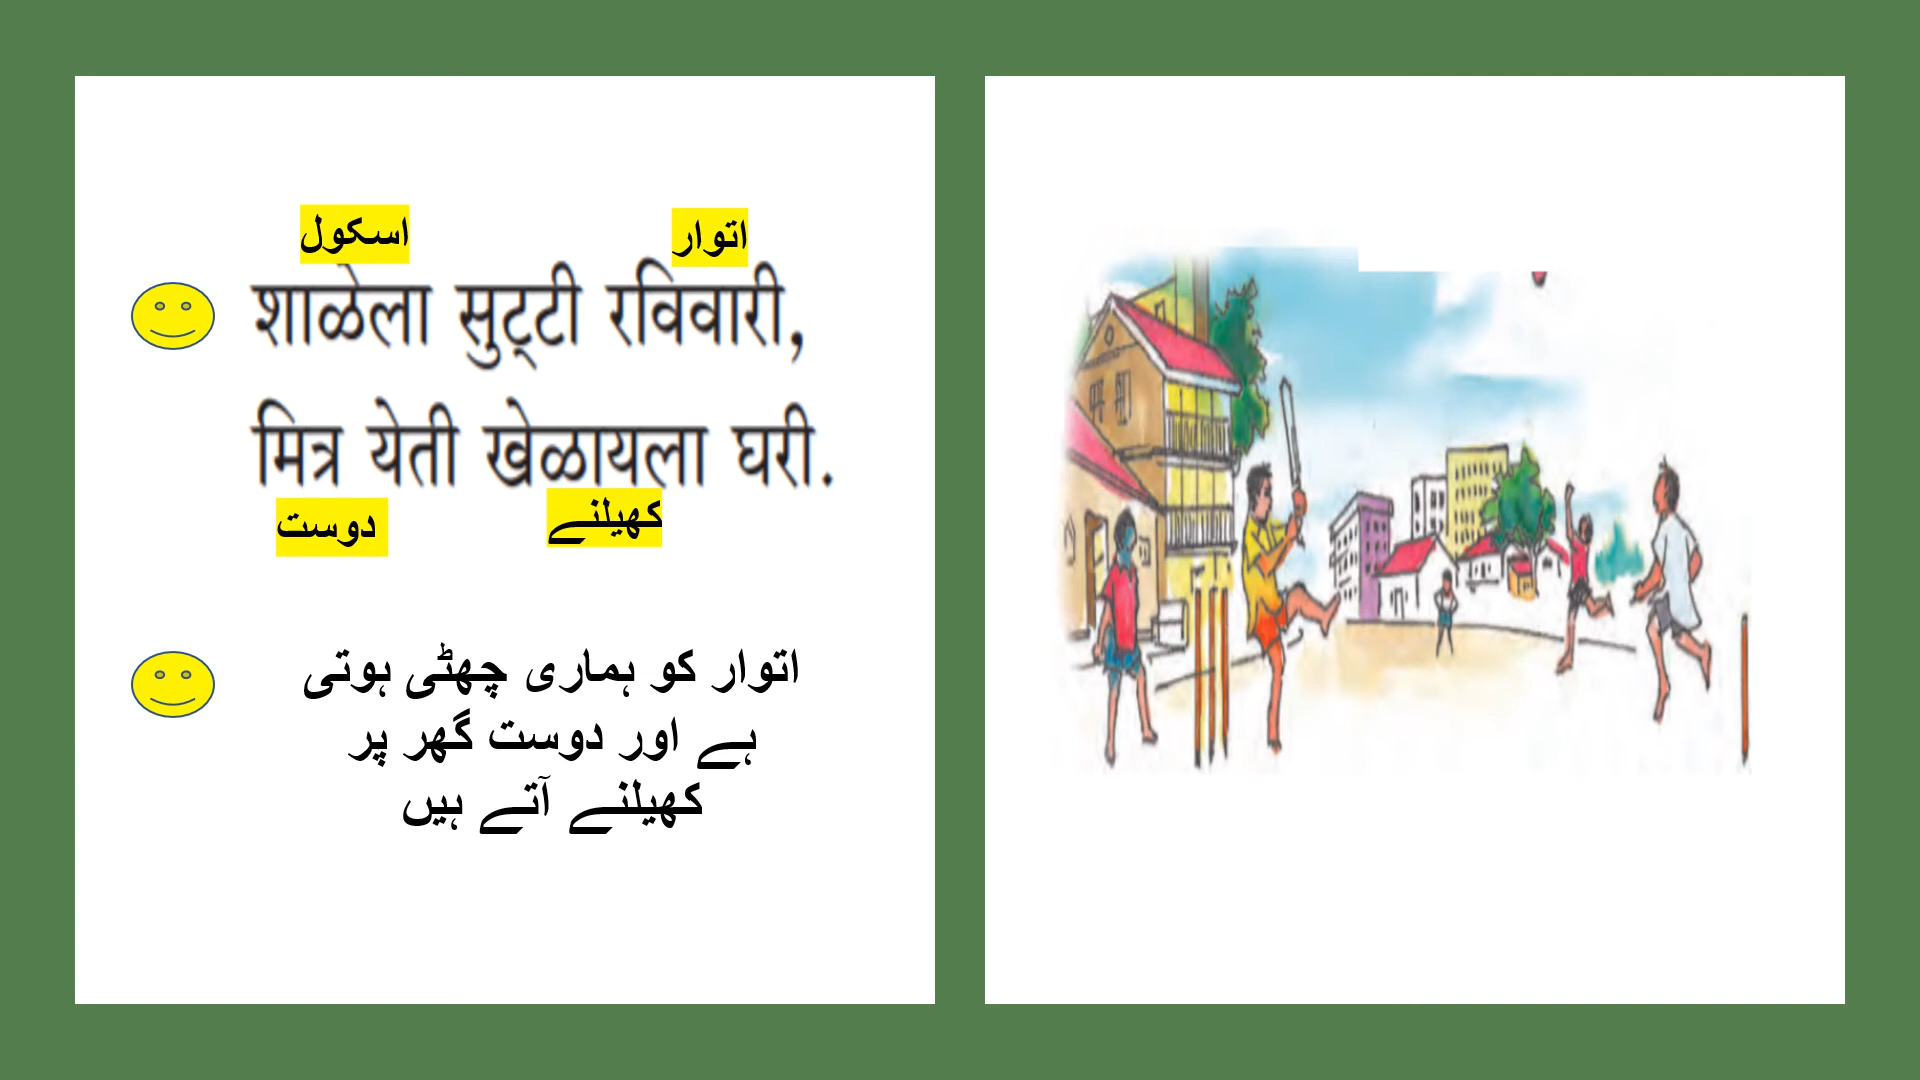 اسکول
اتوار
शाळेला सुट्टी रविवारी,
मित्र येती खेळायला घरी.
دوست
کھیلنے
اتوار کو ہماری چھٹی ہوتی
ہے اور دوست گھر پر
کھیلنے آتے ہیں